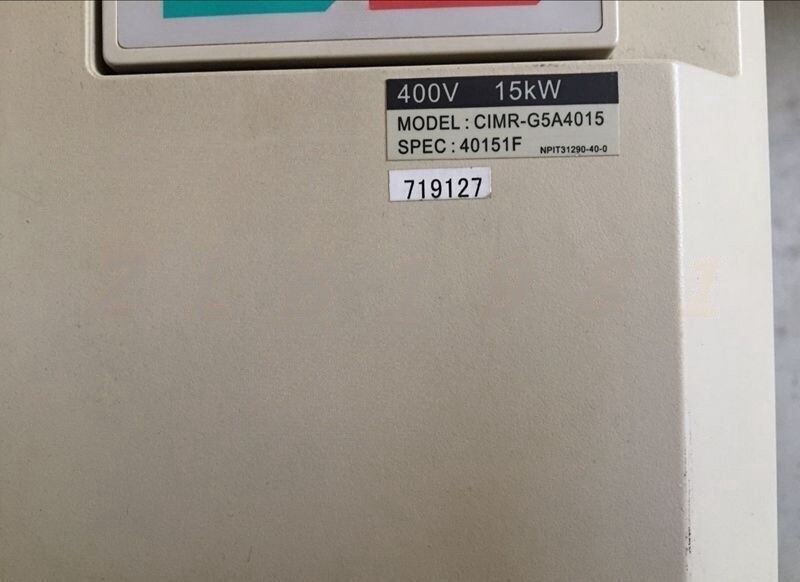 400V 15kW
MODEL : CIMR-G5A4015
SPEC : 40151F NPIT31290-40-0
719127